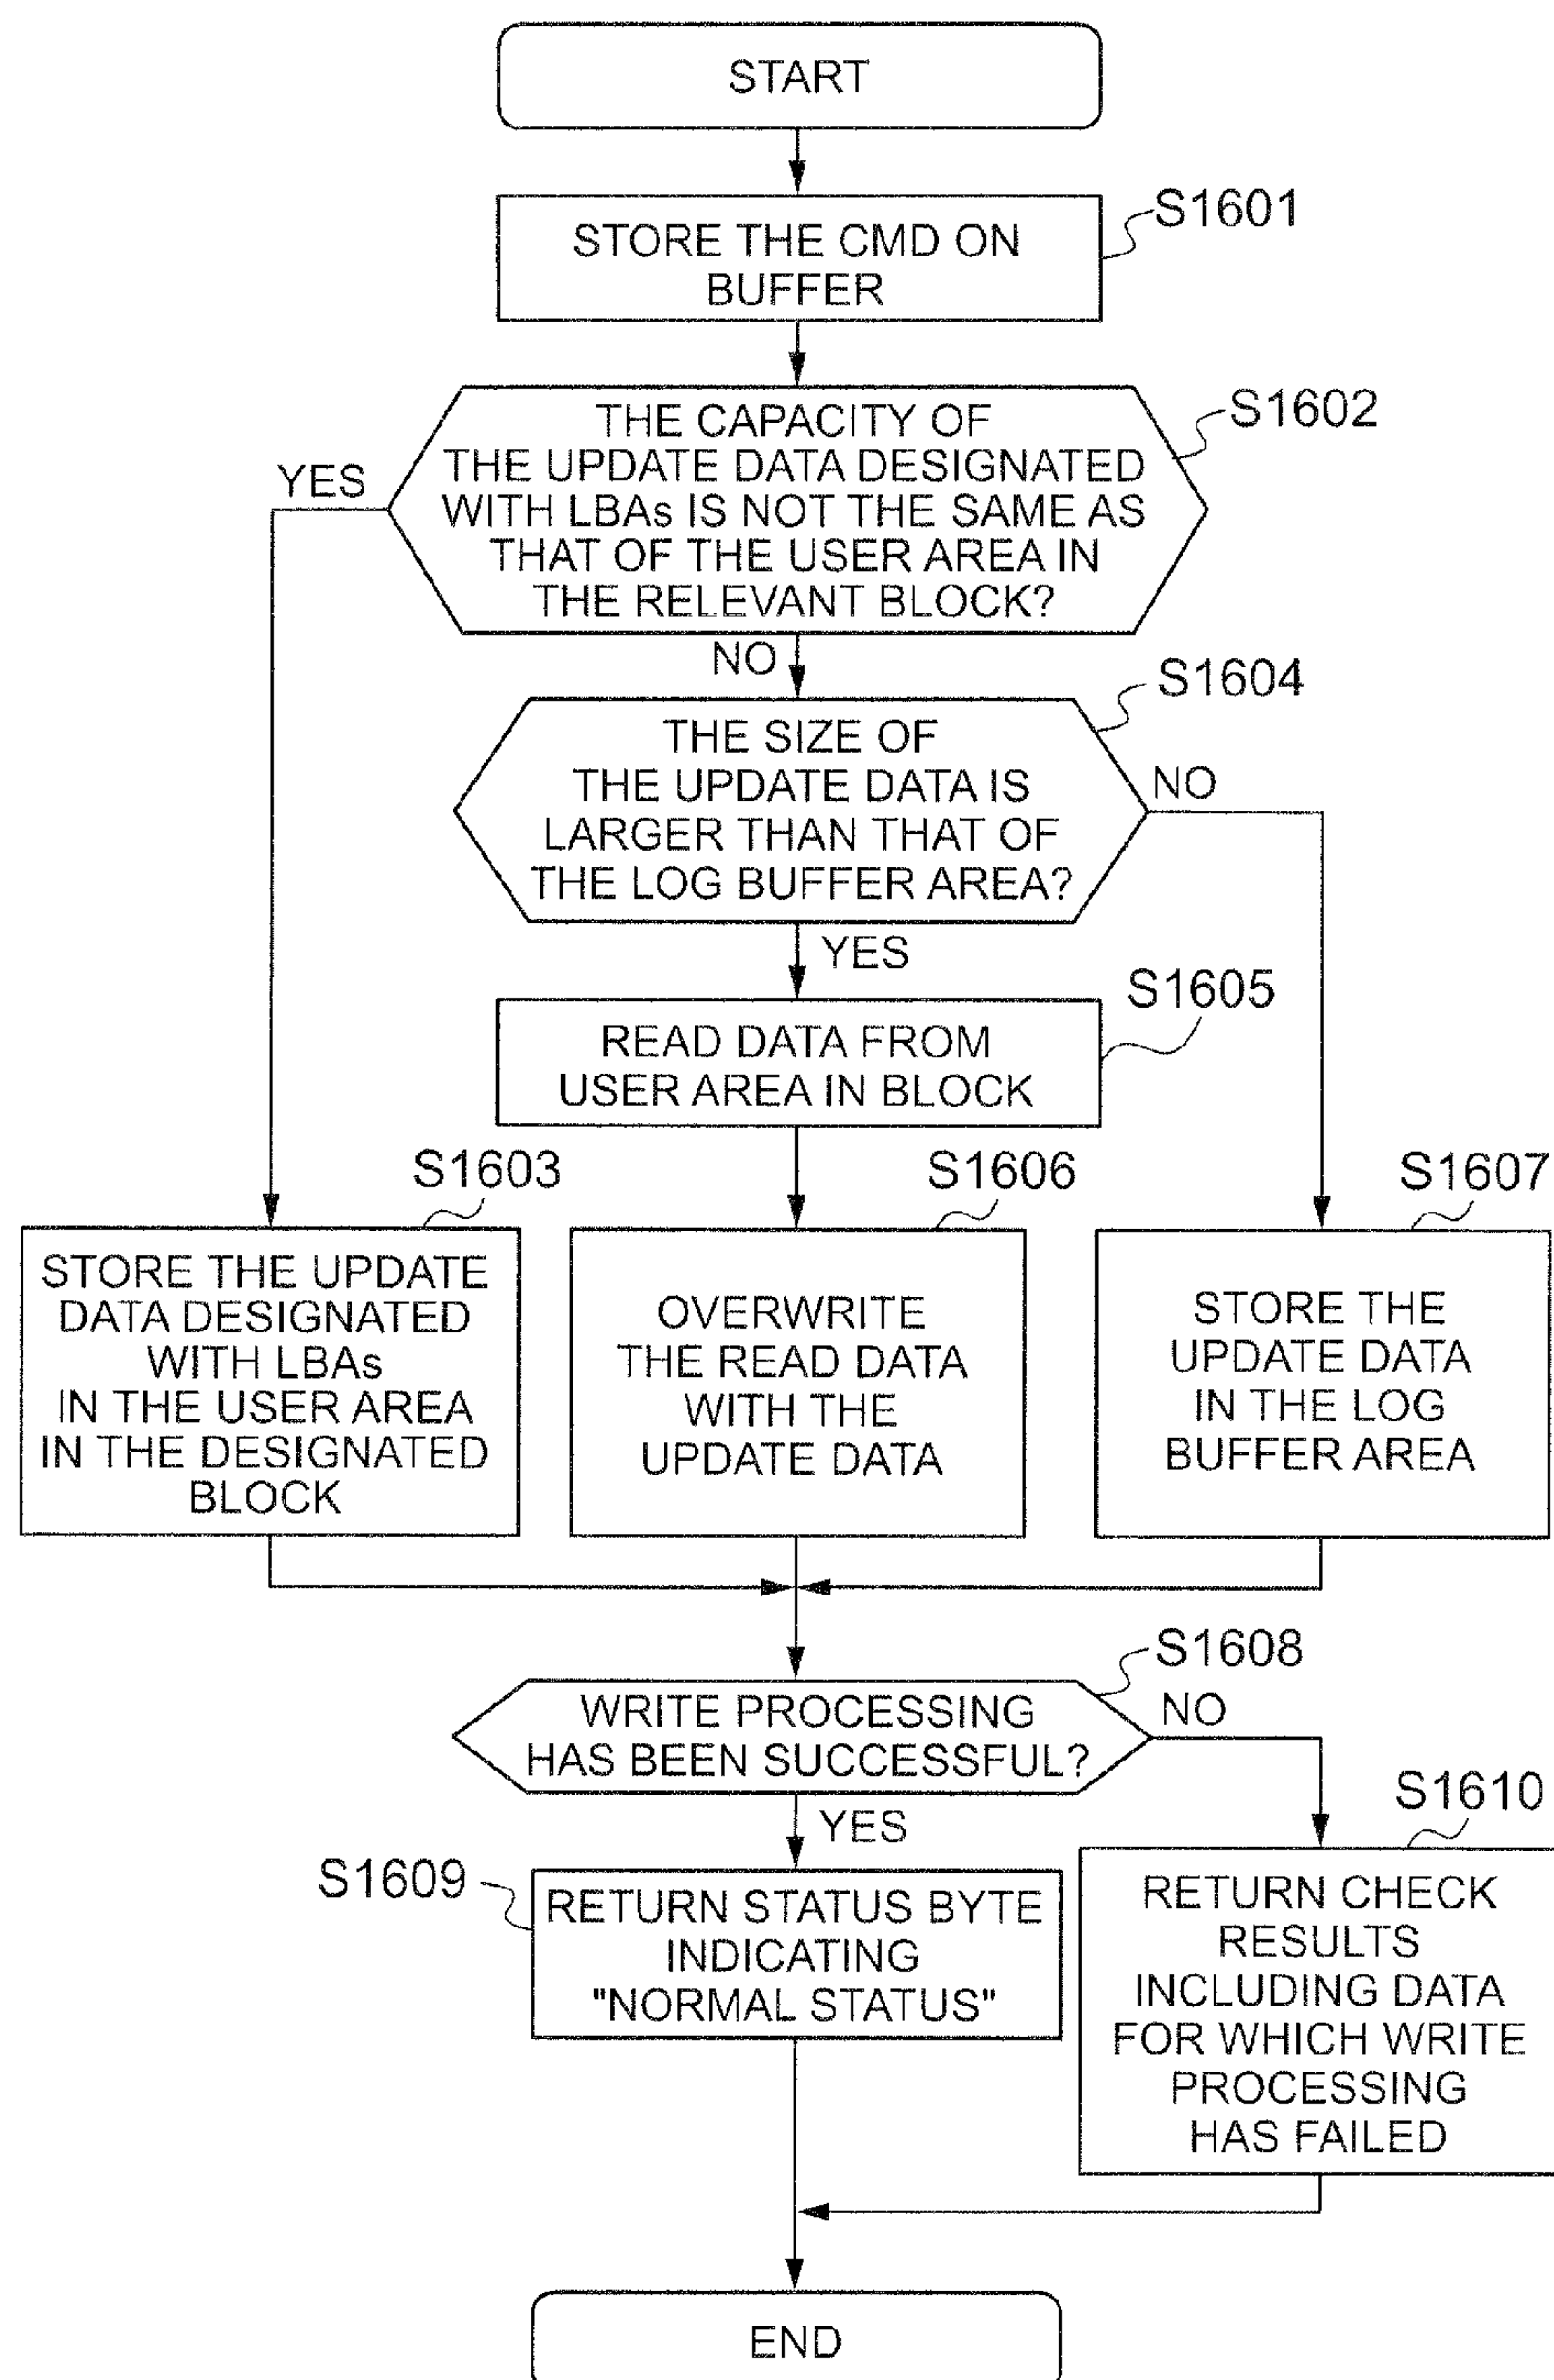 START
S1601
STORE THE CMD ON
BUFFER
S1602
THE CAPACITY OF
THE UPDATE DATA DESIGNATED
WITH LBAs IS NOT THE SAME AS
THAT OF THE USER AREA IN
THE RELEVANT BLOCK?
YES
NO
S1604
THE SIZE OF
THE UPDATE DATA IS
LARGER THAN THAT OF
THE LOG BUFFER AREA?
NO
YES
S1605
READ DATA FROM
USER AREA IN BLOCK
S1603
STORE THE UPDATE
DATA DESIGNATED
WITH LBAs
IN THE USER AREA
IN THE DESIGNATED
BLOCK
S1606
OVERWRITE
THE READ DATA
WITH THE
UPDATE DATA
S1607
STORE THE
UPDATE DATA
IN THE LOG
BUFFER AREA
S1608
WRITE PROCESSING
HAS BEEN SUCCESSFUL?
NO
YES
S1609
RETURN STATUS BYTE
INDICATING
"NORMAL STATUS"
S1610
RETURN CHECK
RESULTS
INCLUDING DATA
FOR WHICH WRITE
PROCESSING
HAS FAILED
END